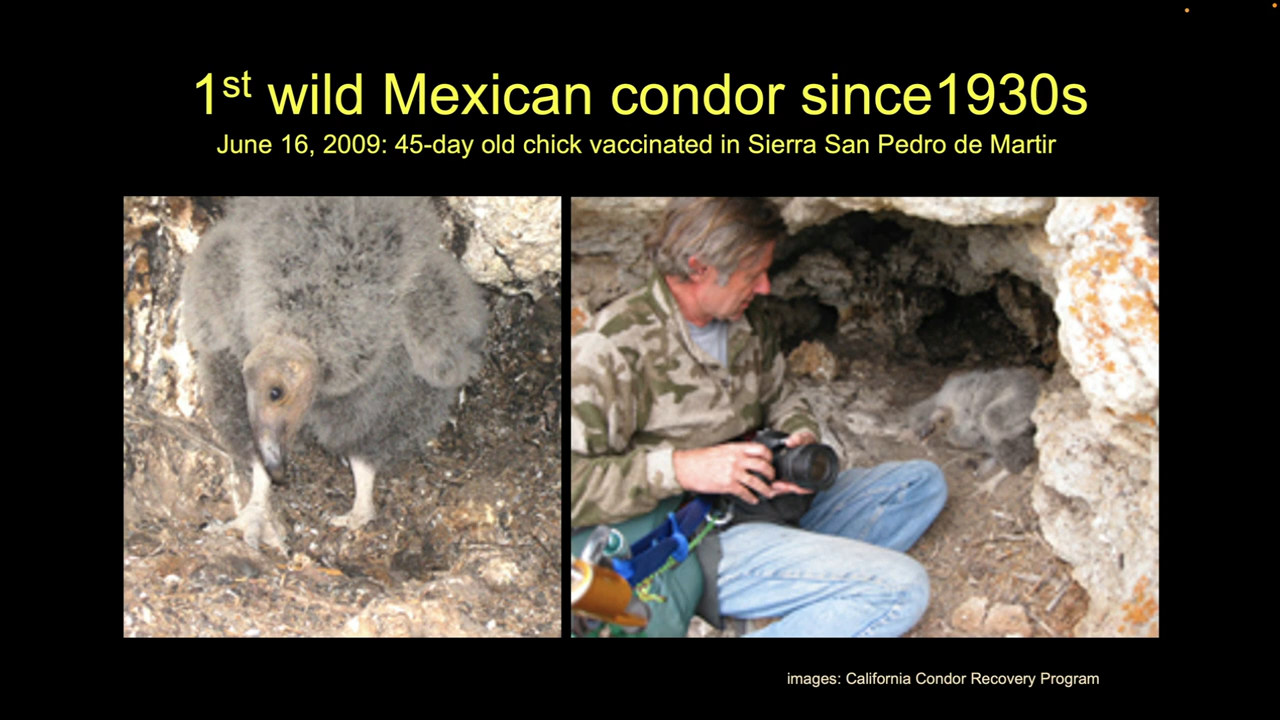 1st wild Mexican condor since1930s
June 16, 2009: 45-day old chick vaccinated in Sierra San Pedro de Martir
images: California Condor Recovery Program